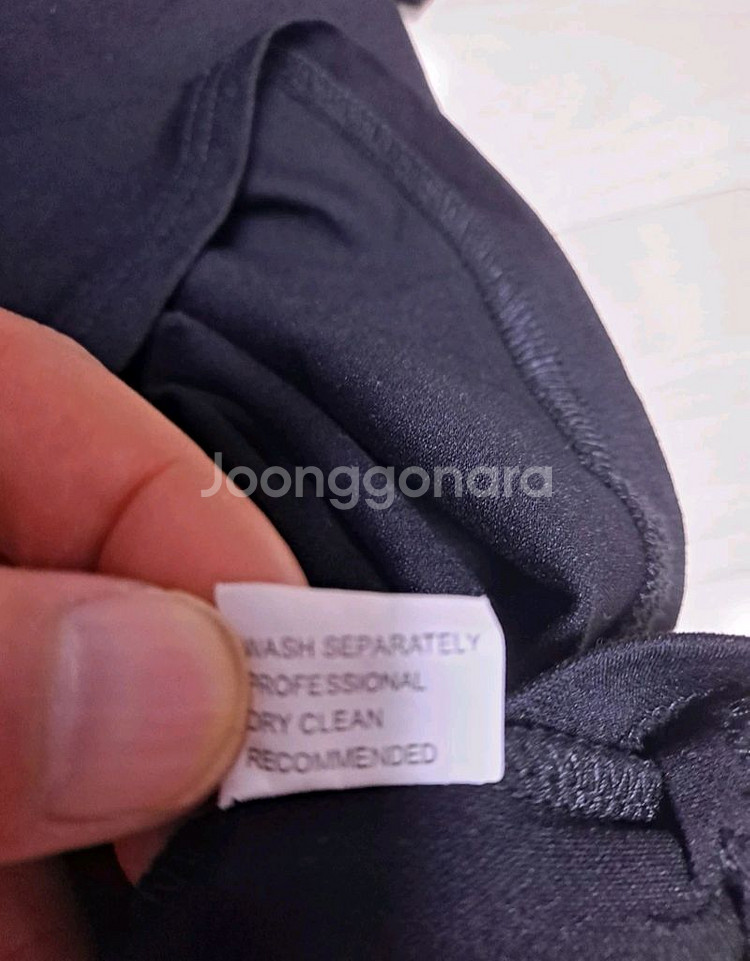 Joonggonara
WASH SEPARATELY
PROFESSIONAL
DRY CLEAN
RECOMMENDED